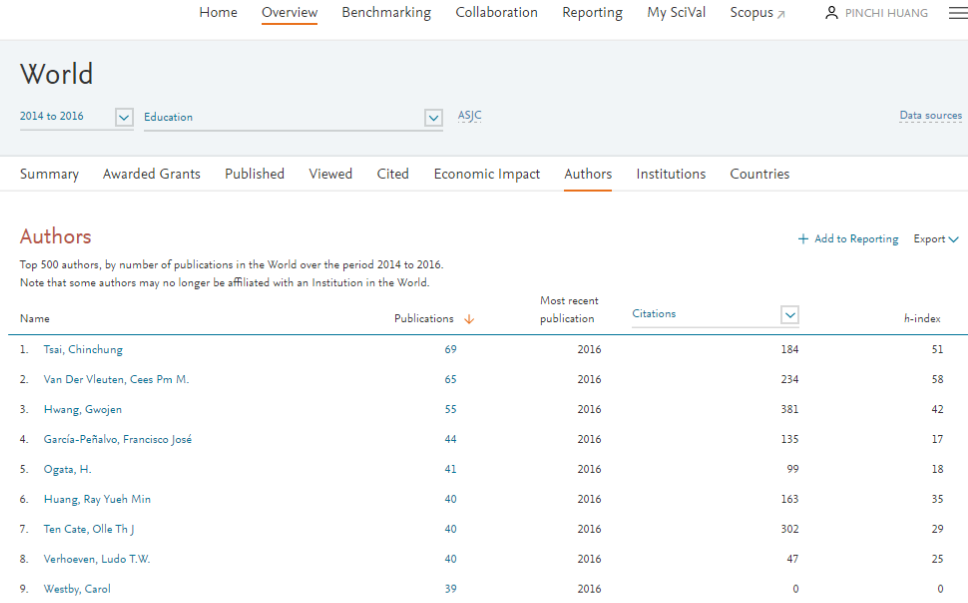 Home Overview Benchmarking Collaboration Reporting My SciVal Scopus PINCHI HUANG
World
2014 to 2016 Education ASJC Data sources
Summary Awarded Grants Published Viewed Cited Economic Impact Authors Institutions Countries
Authors
+ Add to Reporting Export
Top 500 authors, by number of publications in the World over the period 2014 to 2016.
Note that some authors may no longer be affiliated with an Institution in the World.
Name Publications Most recent publication Citations h-index
1. Tsai, Chinchung 69 2016 184 51
2. Van Der Vleuten, Cees Pm M. 65 2016 234 58
3. Hwang, Gwojen 55 2016 381 42
4. García-Peñalvo, Francisco José 44 2016 135 17
5. Ogata, H. 41 2016 99 18
6. Huang, Ray Yueh Min 40 2016 163 35
7. Ten Cate, Olle Th J 40 2016 302 29
8. Verhoeven, Ludo T.W. 40 2016 47 25
9. Westby, Carol 39 2016 0 0